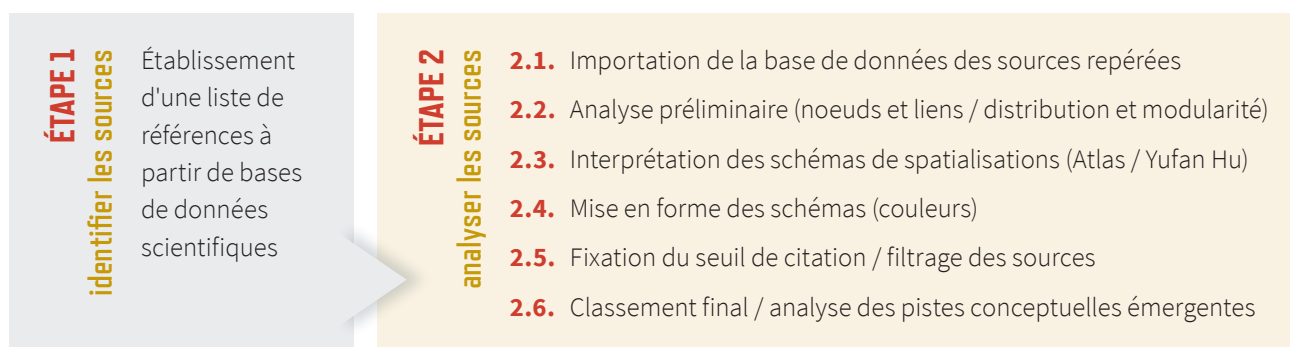 ÉTAPE 1
identifier les sources
Établissement
d'une liste de
références à
partir de bases
de données
scientifiques
ÉTAPE 2
analyser les sources
2.1. Importation de la base de données des sources repérées
2.2. Analyse préliminaire (noeuds et liens / distribution et modularité)
2.3. Interprétation des schémas de spatialisations (Atlas / Yufan Hu)
2.4. Mise en forme des schémas (couleurs)
2.5. Fixation du seuil de citation / filtrage des sources
2.6. Classement final / analyse des pistes conceptuelles émergentes